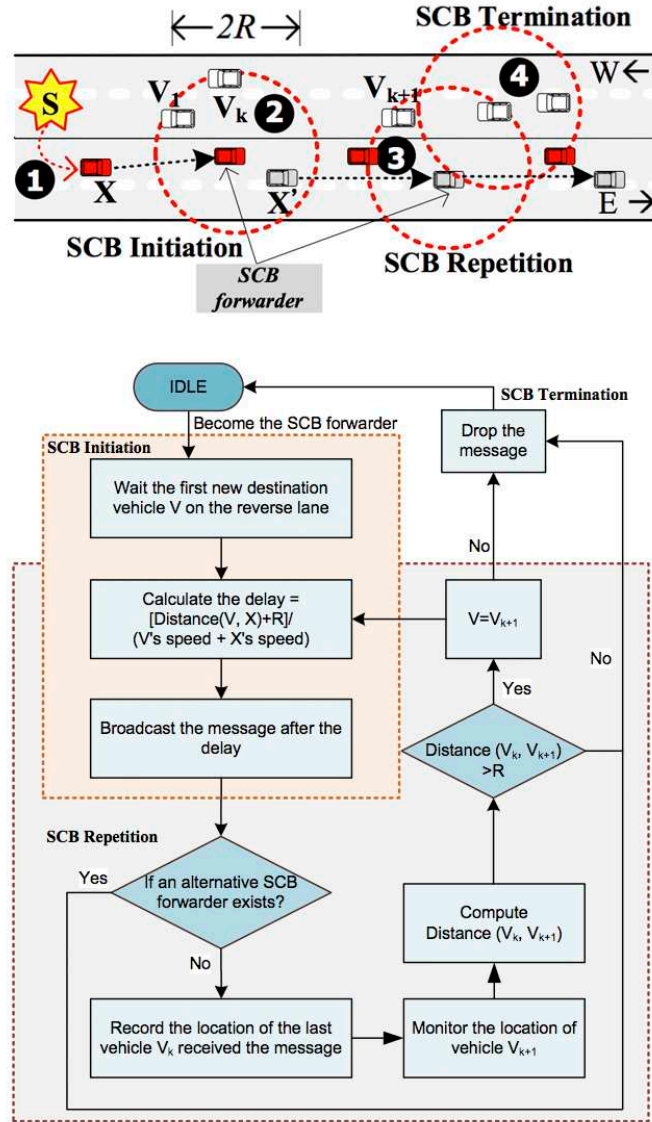 SCB Termination
2R
S
V1
Vk
2
Vk+1
4
W ←
1
X
3
X'
E
SCB Initiation
SCB Repetition
SCB
forwarder
IDLE
SCB Termination
Become the SCB forwarder
SCB Initiation
Drop the
message
Wait the first new destination
vehicle V on the reverse lane
No
Calculate the delay =
[Distance(V, X)+R]/
(V's speed + X's speed)
V=Vk+1
No
Yes
Broadcast the message after the
delay
Distance (Vk, Vk+1)
>R
SCB Repetition
Yes
If an alternative SCB
forwarder exists?
Compute
Distance (Vk, Vk+1)
No
Record the location of the last
vehicle Vk received the message
Monitor the location of
vehicle Vk+1